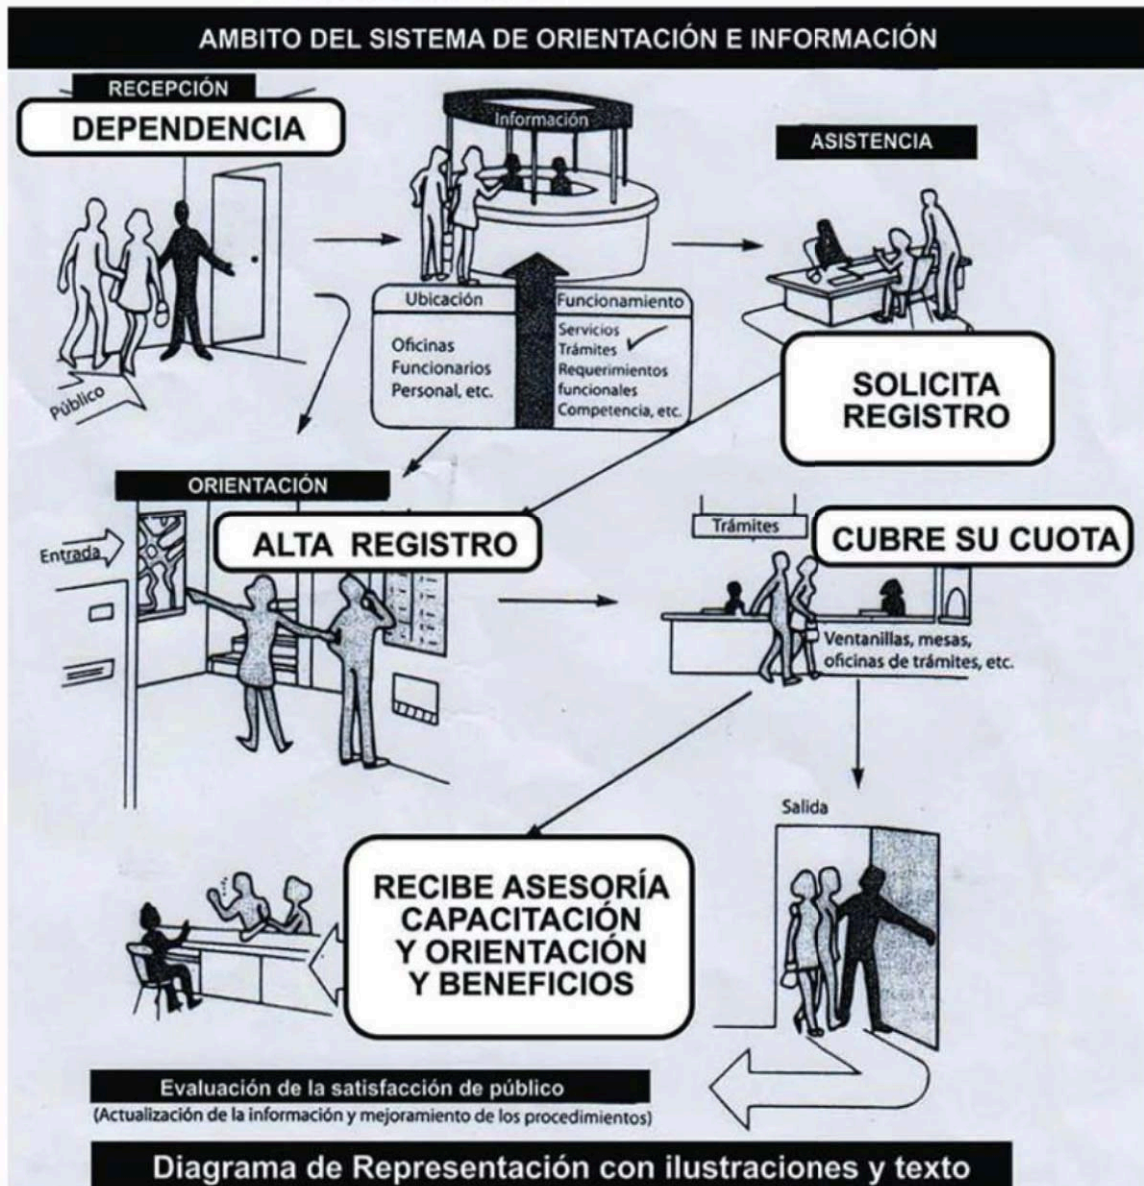 AMBITO DEL SISTEMA DE ORIENTACIÓN E INFORMACIÓN
RECEPCIÓN
DEPENDENCIA
Información
ASISTENCIA
Público
Ubicación
Oficinas
Funcionarios
Personal, etc.
Funcionamiento
Servicios
Trámites
Requerimientos
funcionales
Competencia, etc.
SOLICITA
REGISTRO
ORIENTACIÓN
ALTA REGISTRO
Entrada
Trámites
CUBRE SU CUOTA
Ventanillas, mesas,
oficinas de trámites, etc.
Salida
RECIBE ASESORÍA
CAPACITACIÓN
Y ORIENTACIÓN
Y BENEFICIOS
Evaluación de la satisfacción de público
(Actualización de la información y mejoramiento de los procedimientos)
Diagrama de Representación con ilustraciones y texto